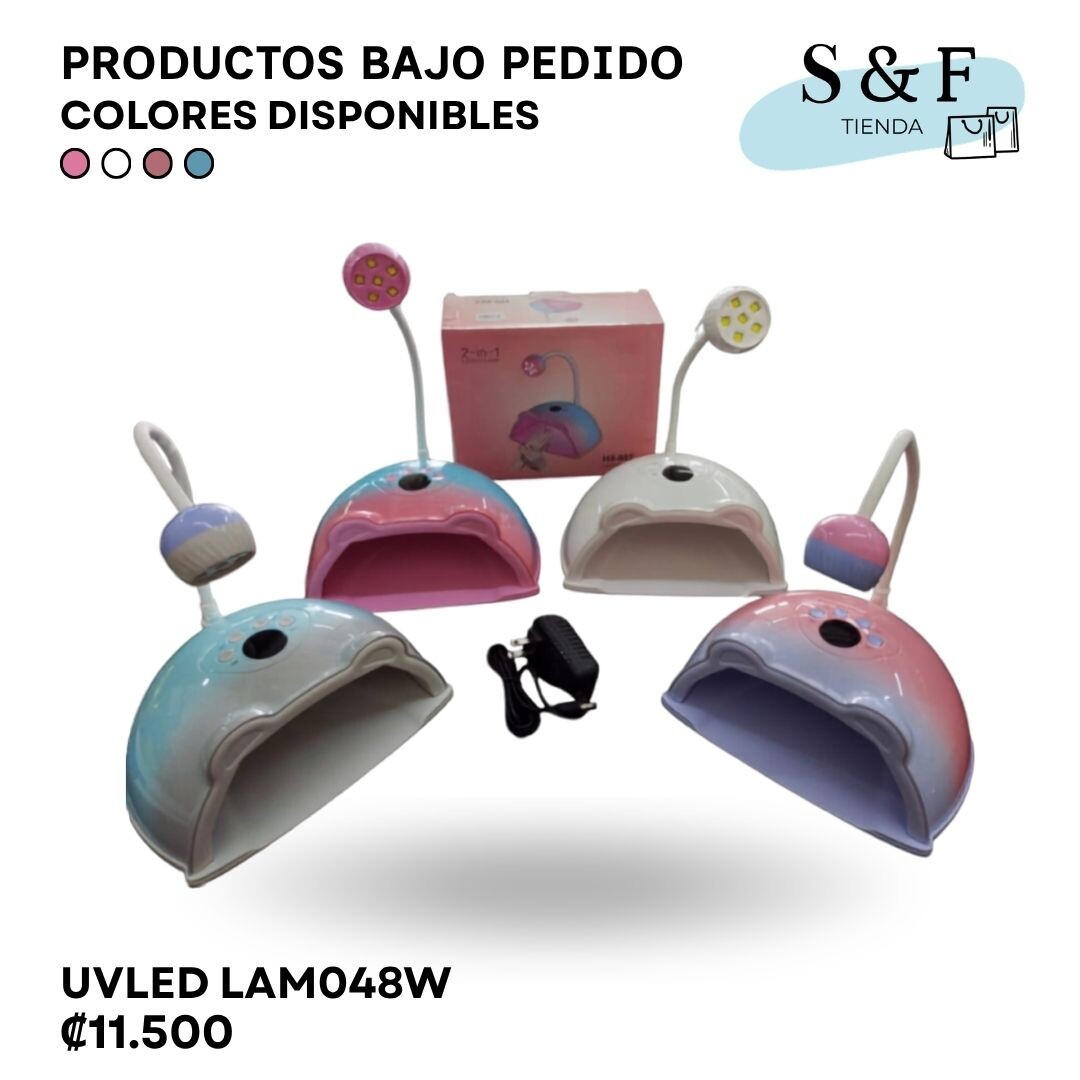 PRODUCTOS BAJO PEDIDO
COLORES DISPONIBLES
S & F
TIENDA
2-in-1
UVLED LAM048W
₡11.500